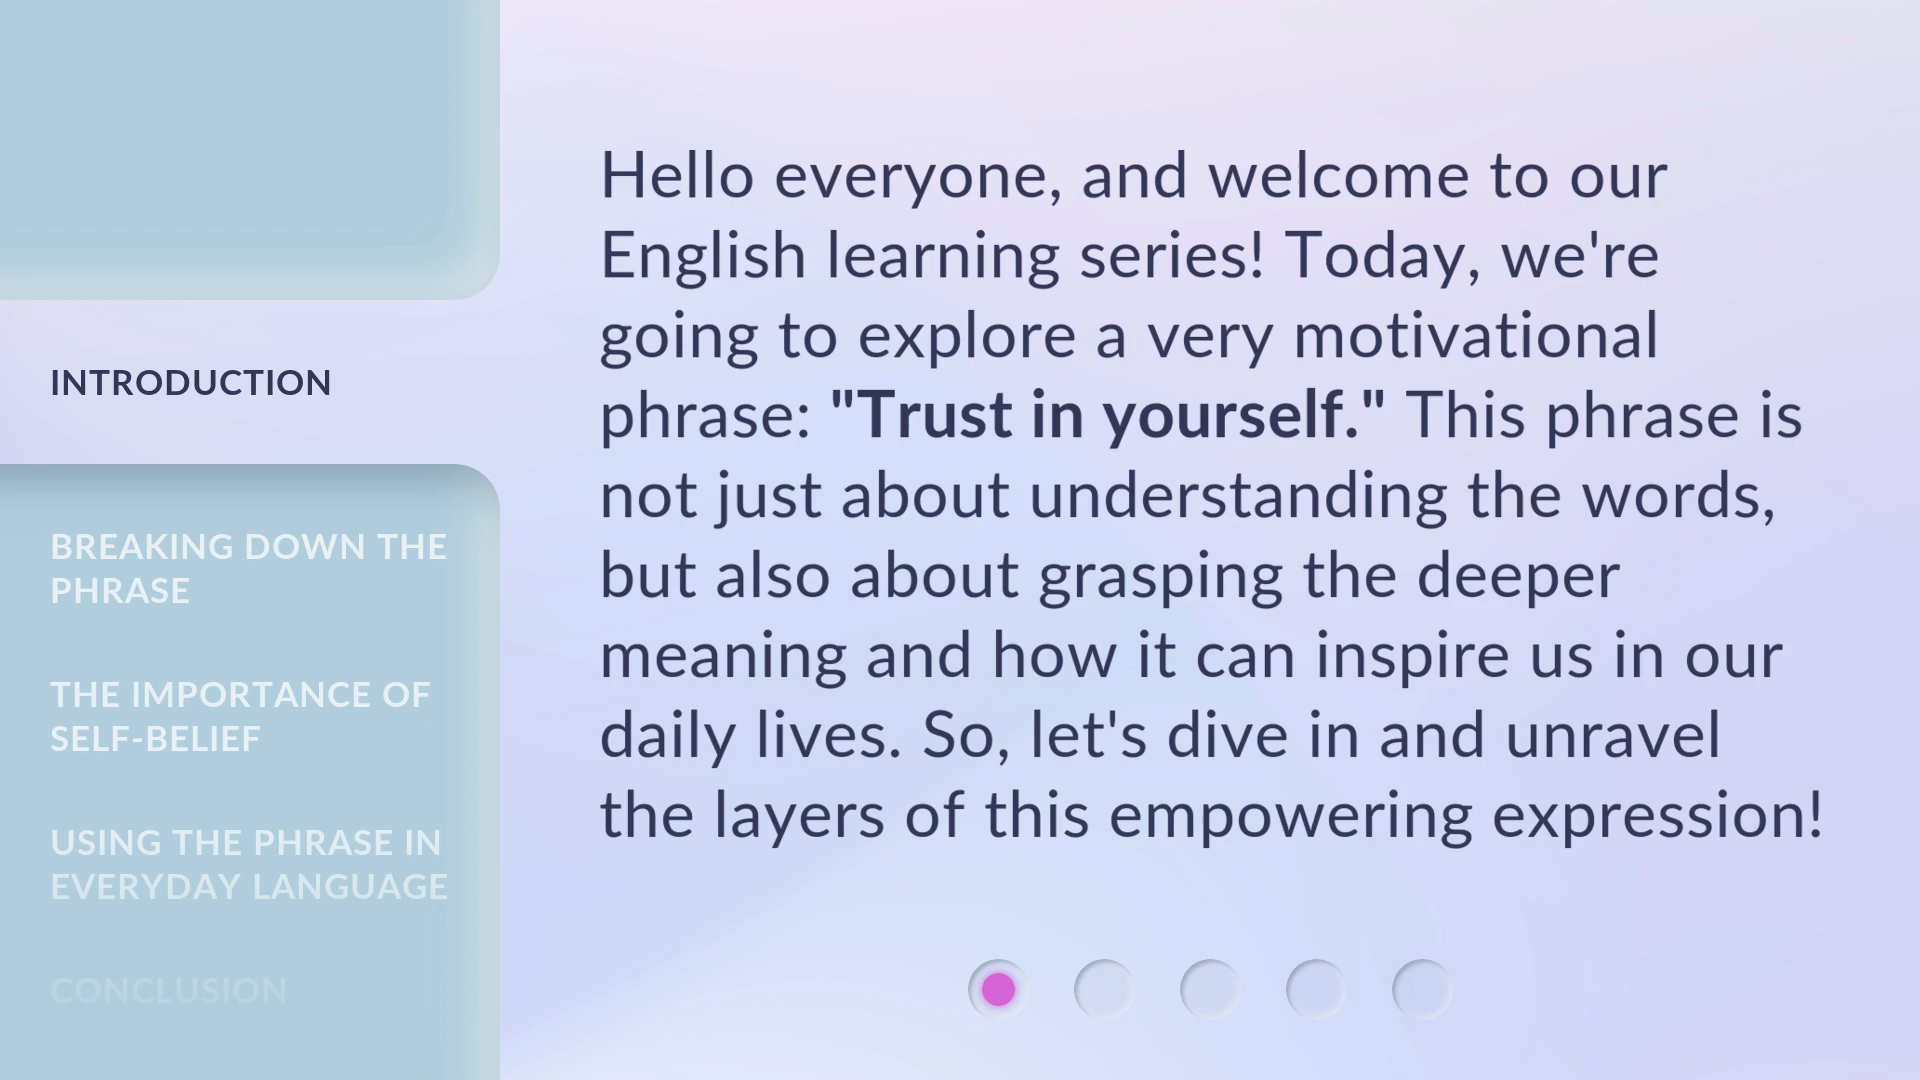 INTRODUCTION
BREAKING DOWN THE
PHRASE
THE IMPORTANCE OF
SELF-BELIEF
USING THE PHRASE IN
EVERYDAY LANGUAGE
CONCLUSION
Hello everyone, and welcome to our
English learning series! Today, we're
going to explore a very motivational
phrase: "Trust in yourself." This phrase is
not just about understanding the words,
but also about grasping the deeper
meaning and how it can inspire us in our
daily lives. So, let's dive in and unravel
the layers of this empowering expression!